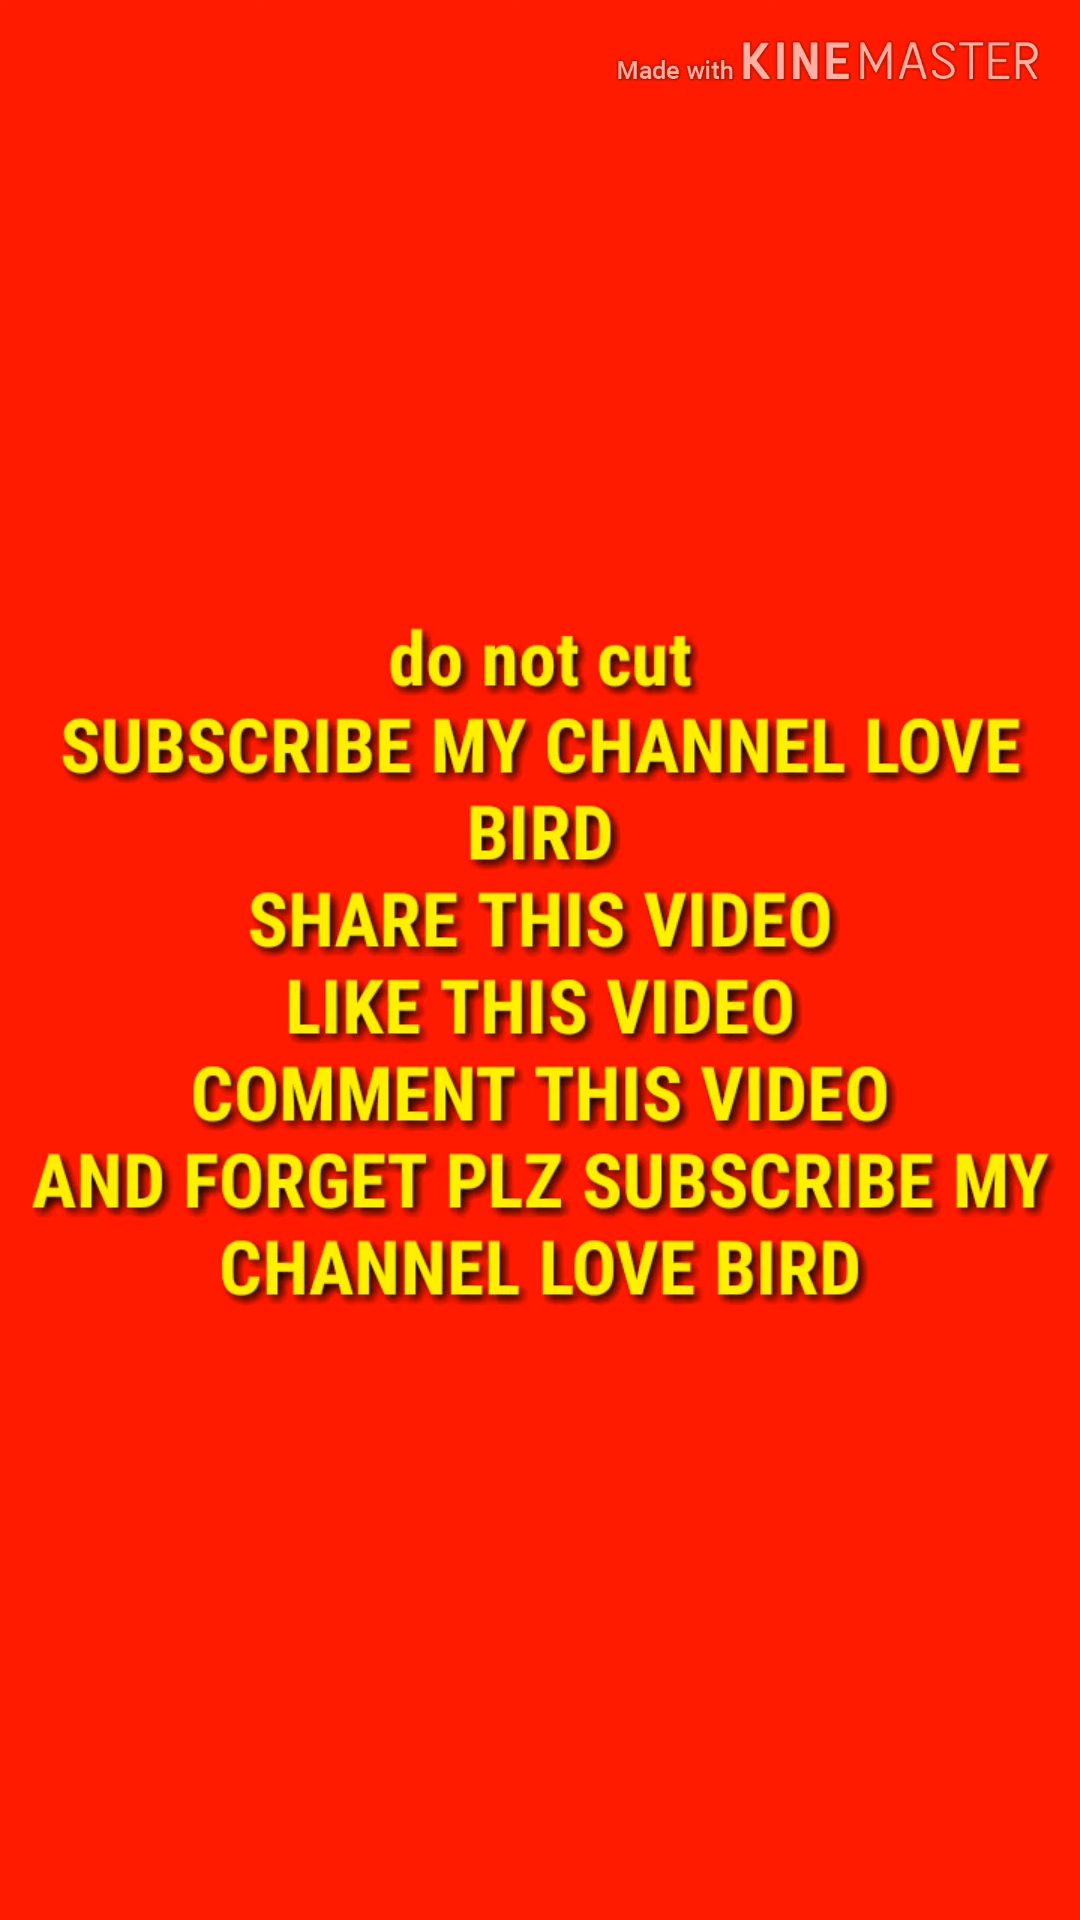 Made with KINEMASTER
do not cut
SUBSCRIBE MY CHANNEL LOVE
BIRD
SHARE THIS VIDEO
LIKE THIS VIDEO
COMMENT THIS VIDEO
AND FORGET PLZ SUBSCRIBE MY
CHANNEL LOVE BIRD